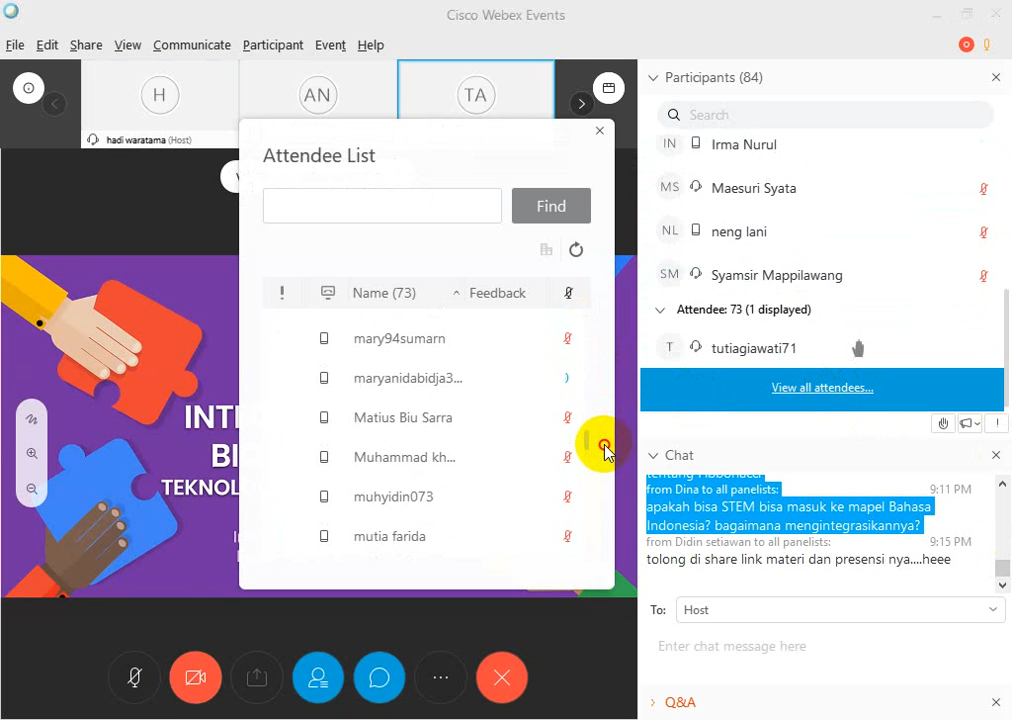 Cisco Webex Events
File Edit Share View Communicate Participant Event Help
H
AN
TA
hadi waratama (Host)
Participants (84)
Search
IN Irma Nurul
MS Maesuri Syata
NL neng lani
SM Syamsir Mappilawang
Attendee: 73 (1 displayed)
T tutiagiawati71
View all attendees...
Attendee List
Find
! Name (73) Feedback
mary94sumarn
maryanidabidja3...
Matius Biu Sarra
Muhammad kh...
muhyidin073
mutia farida
INT
BI
TEKNOL
I
!
Chat
from Dina to all panelists: 9:11 PM
apakah bisa STEM bisa masuk ke mapel Bahasa
Indonesia? bagaimana mengintegrasikannya?
from Didin setiawan to all panelists: 9:15 PM
tolong di share link materi dan presensi nya....heee
To: Host
Enter chat message here
Q&A